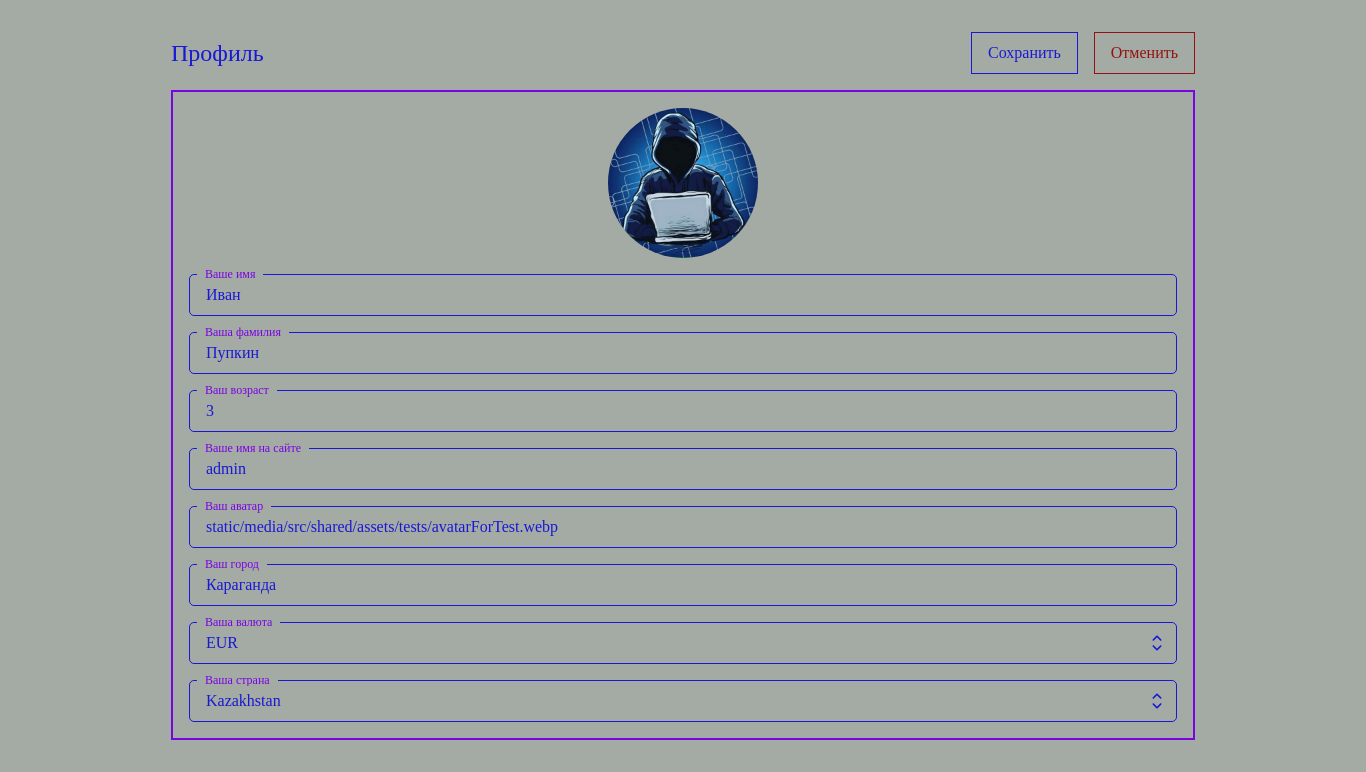 Профиль
Сохранить
Отменить
Ваше имя
Иван
Ваша фамилия
Пупкин
Ваш возраст
3
Ваше имя на сайте
admin
Ваш аватар
static/media/src/shared/assets/tests/avatarForTest.webp
Ваш город
Караганда
Ваша валюта
EUR
Ваша страна
Kazakhstan